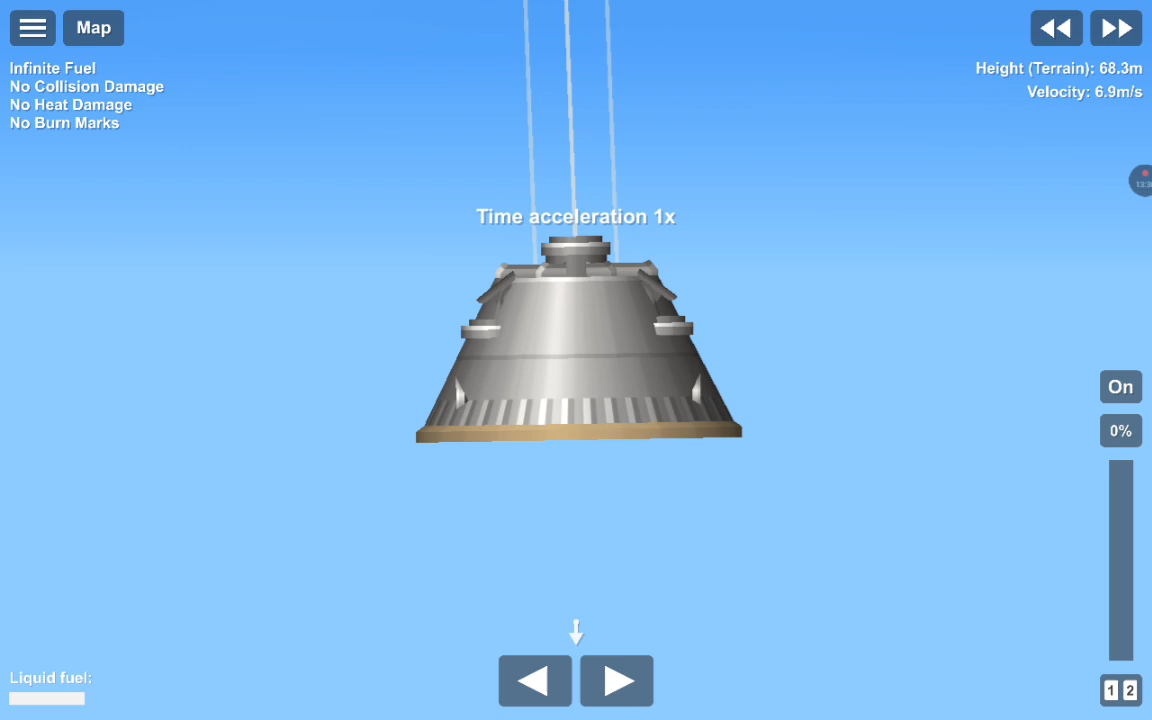 Map
Infinite Fuel
No Collision Damage
No Heat Damage
No Burn Marks
Height (Terrain): 68.3m
Velocity: 6.9m/s
Time acceleration 1x
On
0%
Liquid fuel:
1 2